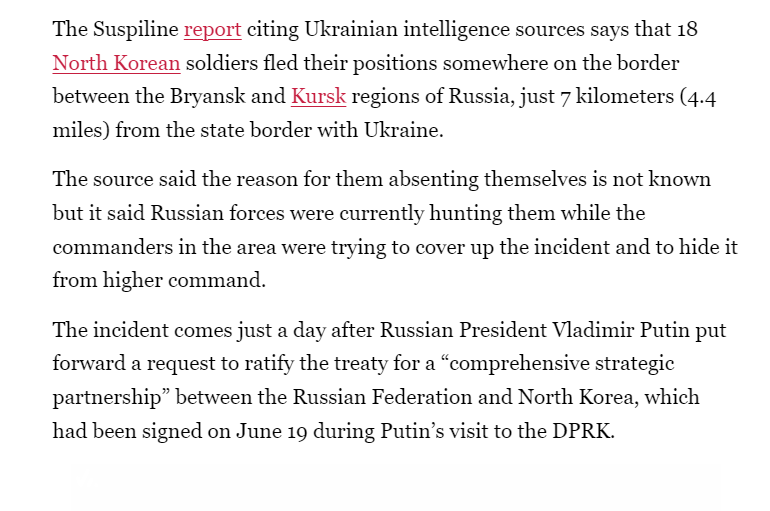 The Suspiline report citing Ukrainian intelligence sources says that 18
North Korean soldiers fled their positions somewhere on the border
between the Bryansk and Kursk regions of Russia, just 7 kilometers (4.4
miles) from the state border with Ukraine.
The source said the reason for them absenting themselves is not known
but it said Russian forces were currently hunting them while the
commanders in the area were trying to cover up the incident and to hide it
from higher command.
The incident comes just a day after Russian President Vladimir Putin put
forward a request to ratify the treaty for a “comprehensive strategic
partnership” between the Russian Federation and North Korea, which
had been signed on June 19 during Putin’s visit to the DPRK.